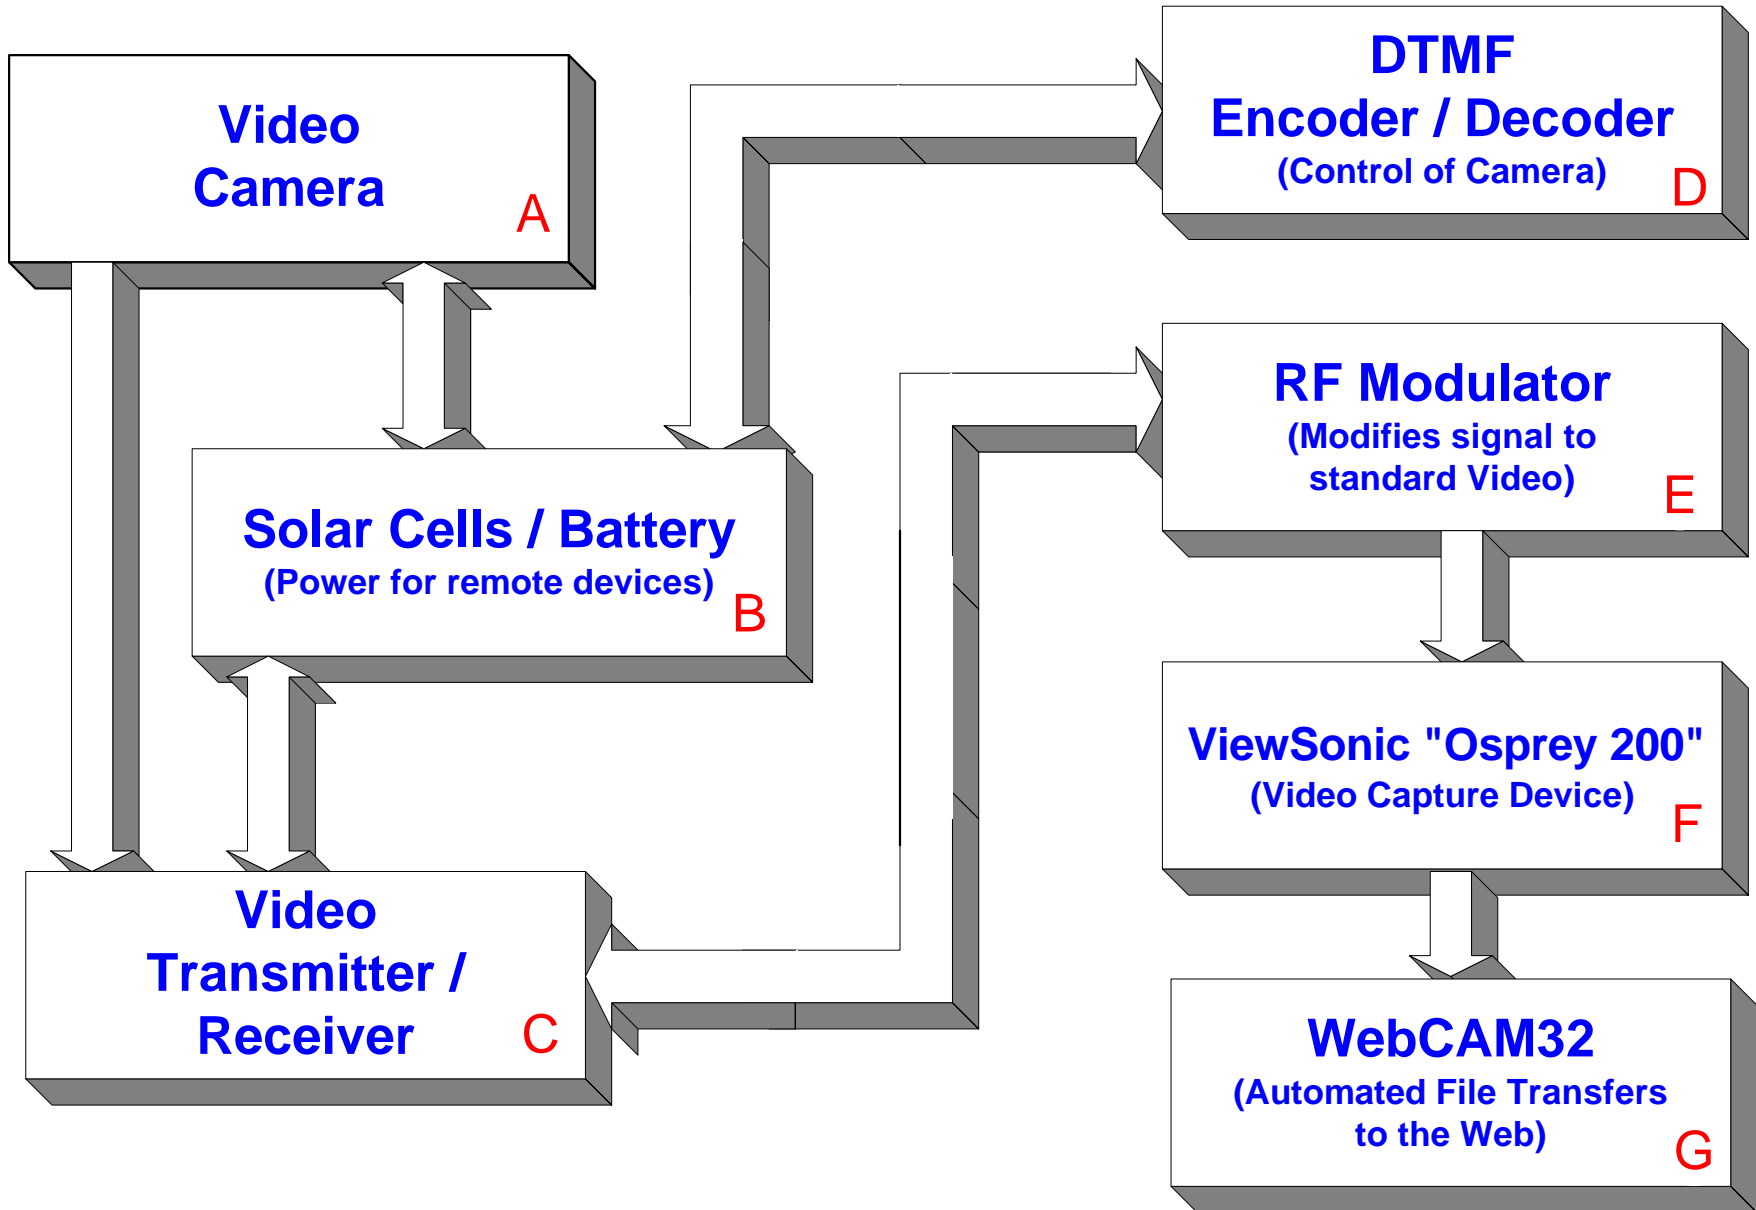 Video
Camera
A
Solar Cells / Battery
(Power for remote devices)
B
Video
Transmitter /
Receiver
C
DTMF
Encoder / Decoder
(Control of Camera)
D
RF Modulator
(Modifies signal to
standard Video)
E
ViewSonic "Osprey 200"
(Video Capture Device)
F
WebCAM32
(Automated File Transfers
to the Web)
G